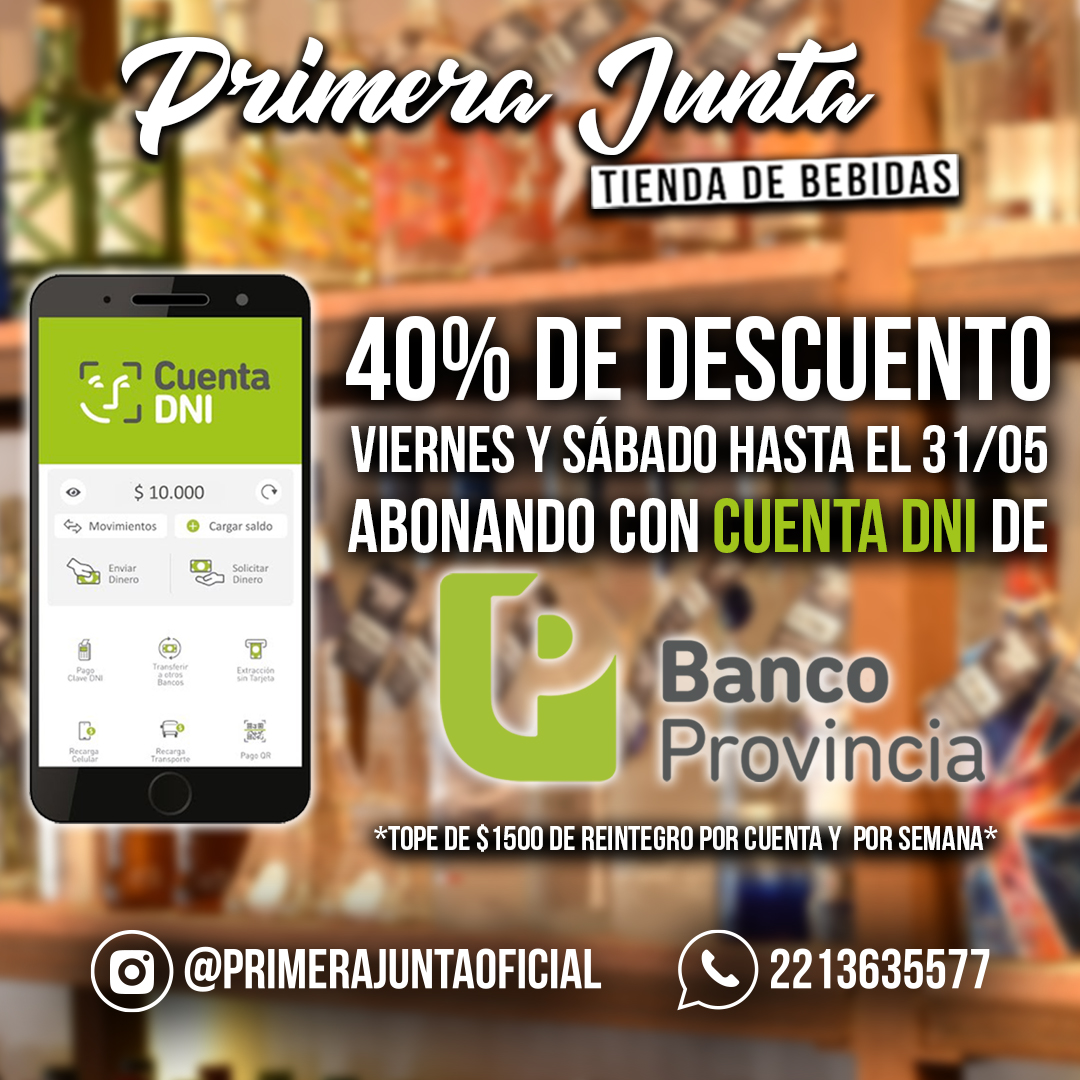 Primera Junta
TIENDA DE BEBIDAS
Cuenta
DNI
$ 10.000
Movimientos
Cargar saldo
Enviar
Dinero
Solicitar
Dinero
Pago
Clave DNI
Transferir
a otros
Bancos
Extracción
sin Tarjeta
Recarga
Celular
Recarga
Transporte
Pago QR
40% DE DESCUENTO
VIERNES Y SÁBADO HASTA EL 31/05
ABONANDO CON CUENTA DNI DE
Banco
Provincia
*TOPE DE $1500 DE REINTEGRO POR CUENTA Y POR SEMANA*
@PRIMERAJUNTAOFICIAL
2213635577